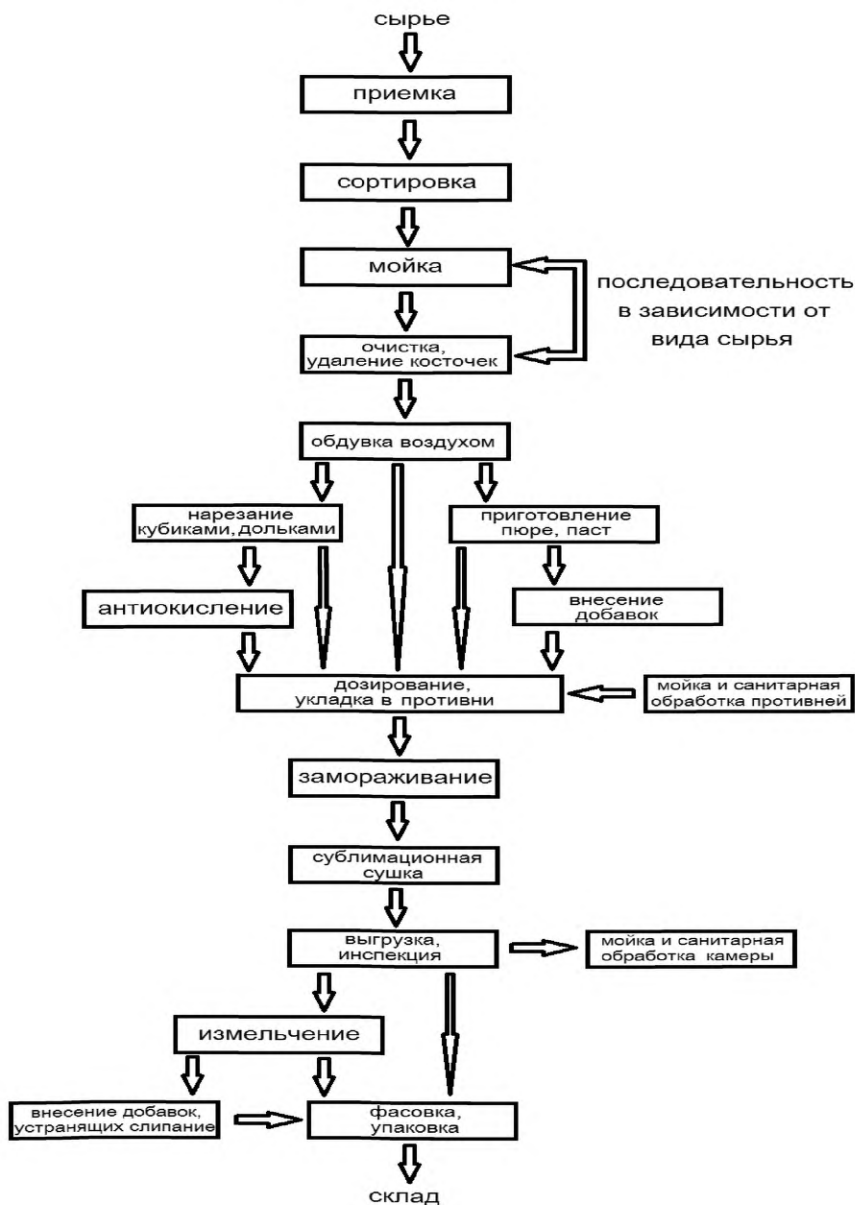 сырье
приемка
сортировка
мойка
последовательность
в зависимости от
вида сырья
очистка,
удаление косточек
обдувка воздухом
нарезание
кубиками, дольками
приготовление
пюре, паст
антиокисление
внесение
добавок
дозирование,
укладка в противни
мойка и санитарная
обработка противней
замораживание
сублимационная
сушка
выгрузка,
инспекция
мойка и санитарная
обработка камеры
измельчение
внесение добавок,
устранящих слипание
фасовка,
упаковка
склад